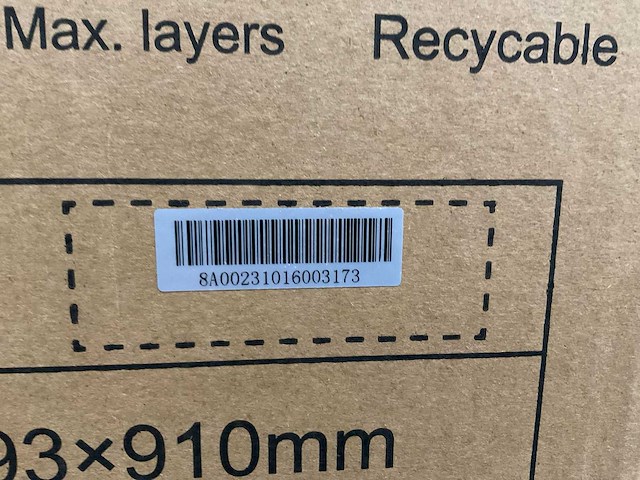 Max. layers Recycable
8A00231016003173
93×910mm